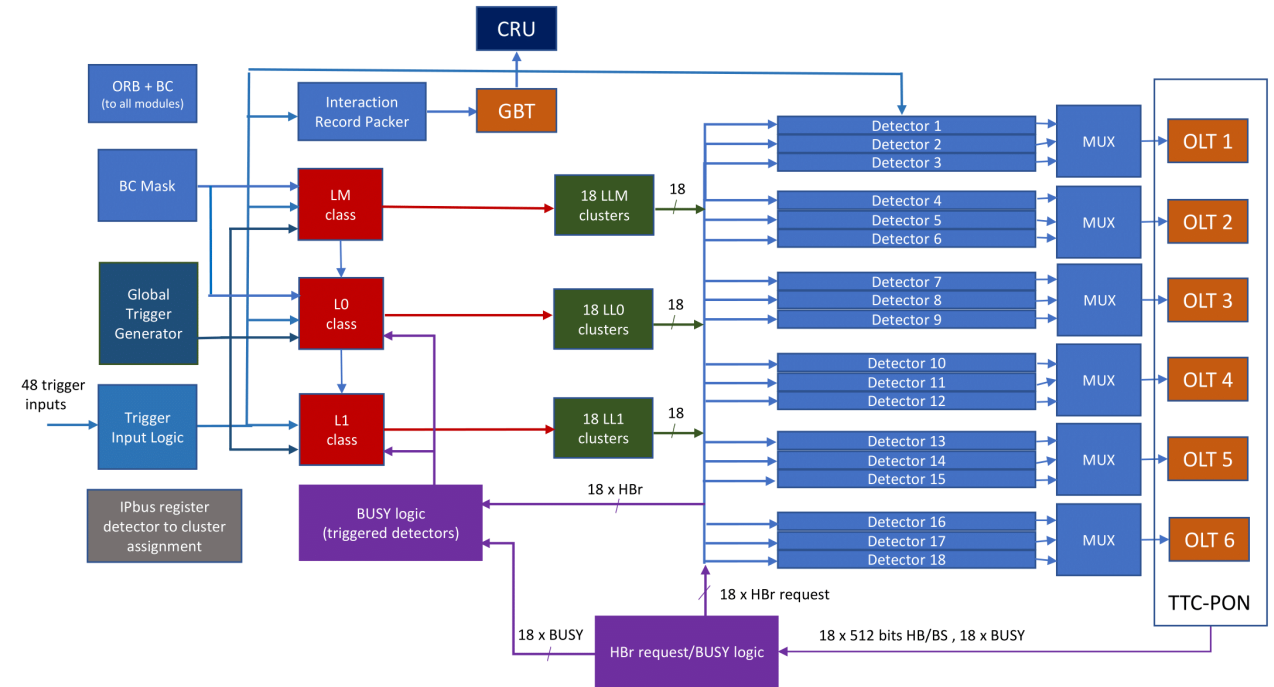 CRU
ORB + BC
(to all modules)
Interaction
Record Packer
GBT
BC Mask
LM
class
18 LLM
clusters
18
Global
Trigger
Generator
L0
class
18 LL0
clusters
18
48 trigger
inputs
Trigger
Input Logic
L1
class
18 LL1
clusters
18
IPbus register
detector to cluster
assignment
BUSY logic
(triggered detectors)
18 x HBr
18 x HBr request
18 x BUSY
HBr request/BUSY logic
18 x 512 bits HB/BS , 18 x BUSY
Detector 1
Detector 2
Detector 3
MUX
OLT 1
Detector 4
Detector 5
Detector 6
MUX
OLT 2
Detector 7
Detector 8
Detector 9
MUX
OLT 3
Detector 10
Detector 11
Detector 12
MUX
OLT 4
Detector 13
Detector 14
Detector 15
MUX
OLT 5
Detector 16
Detector 17
Detector 18
MUX
OLT 6
TTC-PON